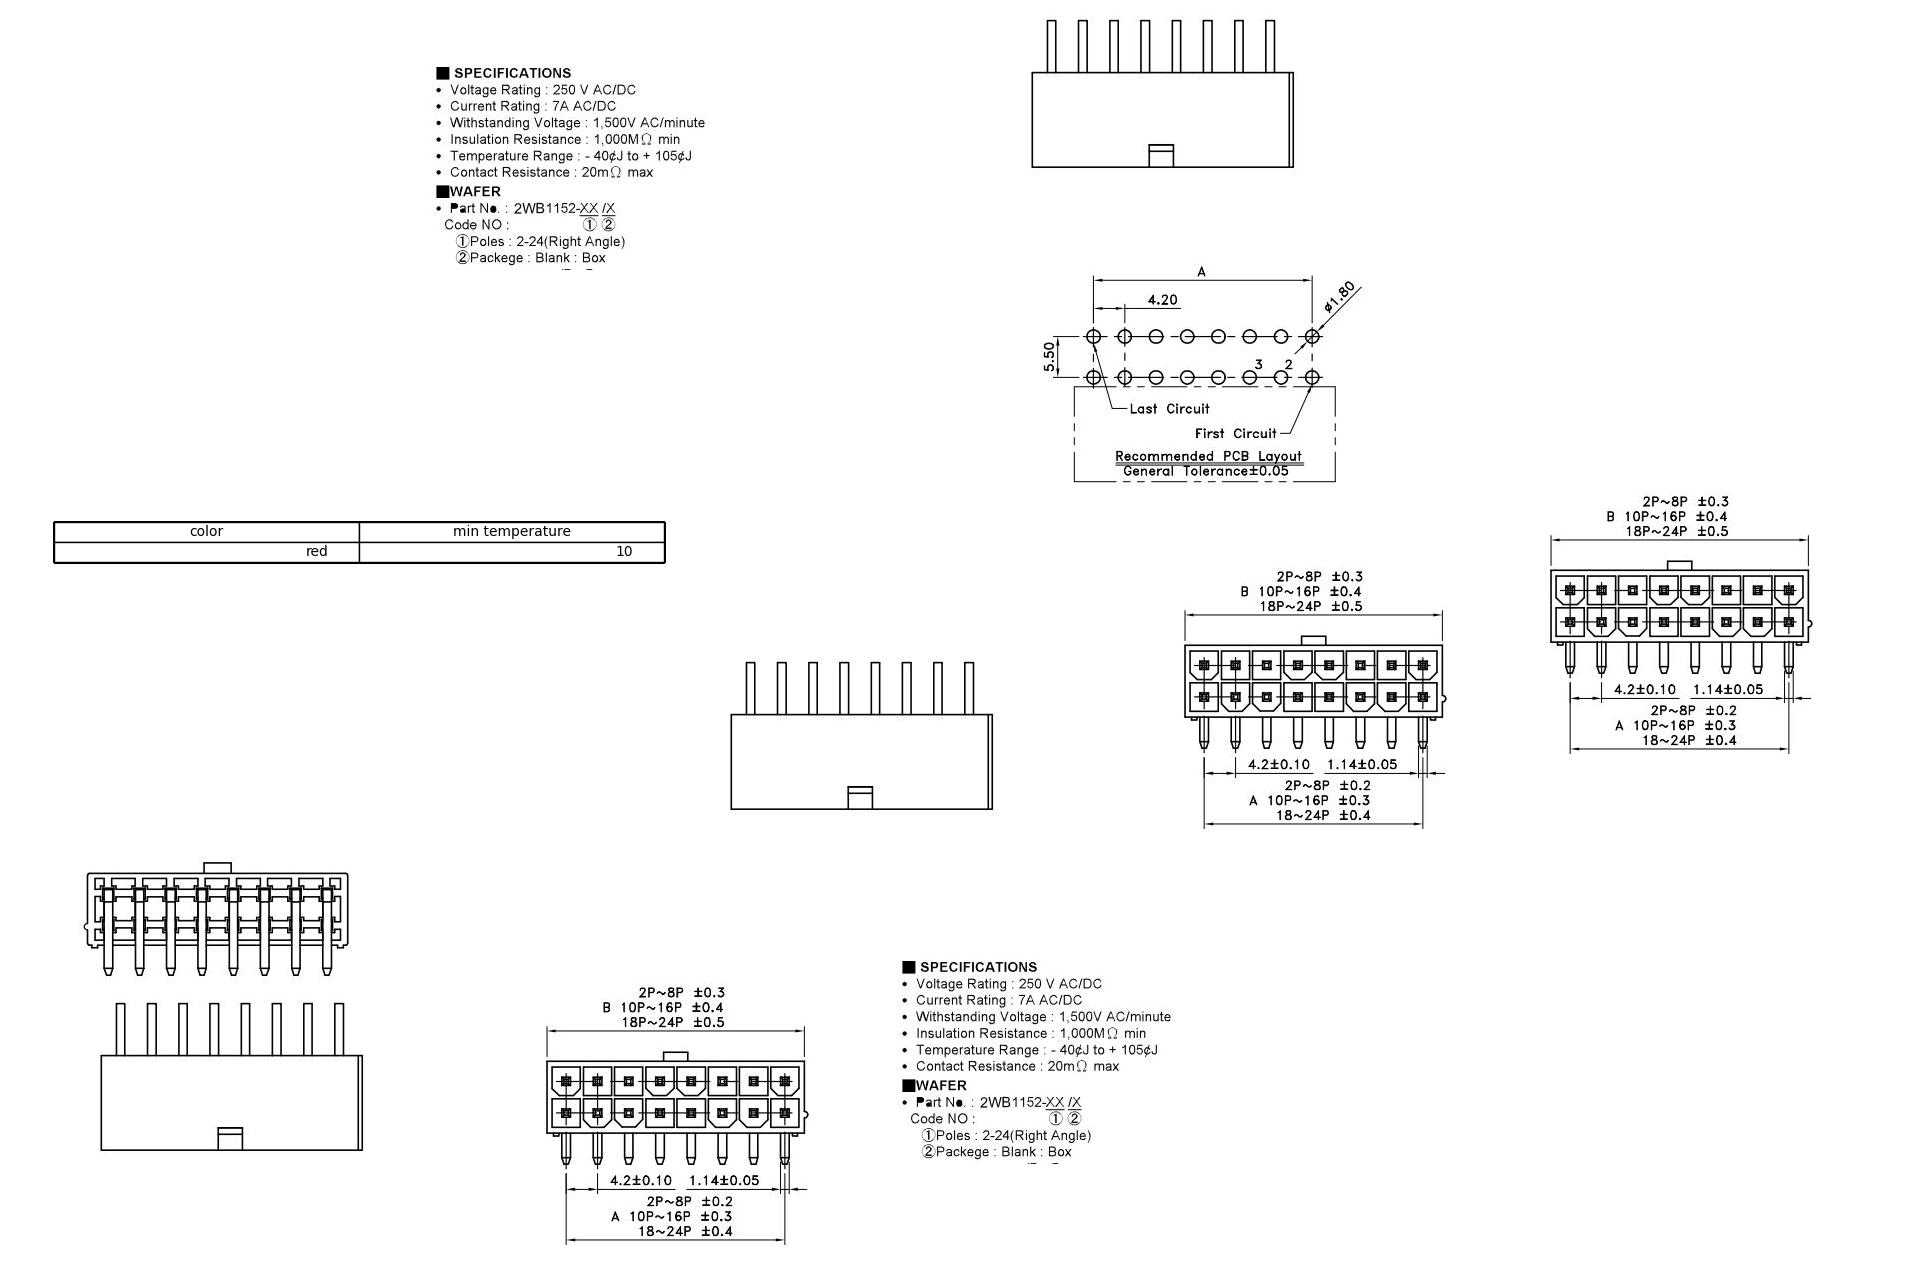 ■ SPECIFICATIONS
• Voltage Rating : 250 V AC/DC
• Current Rating : 7A AC/DC
• Withstanding Voltage : 1,500V AC/minute
• Insulation Resistance : 1,000MΩ min
• Temperature Range : - 40¢J to + 105¢J
• Contact Resistance : 20mΩ max
■WAFER
• Part No. : 2WB1152-XX /X
Code NO : ① ②
①Poles : 2-24(Right Angle)
②Packege : Blank : Box
A
4.20
ø1.80
5.50
3 2
Last Circuit
First Circuit
Recommended PCB Layout
General Tolerance±0.05
color min temperature
red 10
2P~8P ±0.3
B 10P~16P ±0.4
18P~24P ±0.5
4.2±0.10 1.14±0.05
2P~8P ±0.2
A 10P~16P ±0.3
18~24P ±0.4
2P~8P ±0.3
B 10P~16P ±0.4
18P~24P ±0.5
4.2±0.10 1.14±0.05
2P~8P ±0.2
A 10P~16P ±0.3
18~24P ±0.4
2P~8P ±0.3
B 10P~16P ±0.4
18P~24P ±0.5
4.2±0.10 1.14±0.05
2P~8P ±0.2
A 10P~16P ±0.3
18~24P ±0.4
■ SPECIFICATIONS
• Voltage Rating : 250 V AC/DC
• Current Rating : 7A AC/DC
• Withstanding Voltage : 1,500V AC/minute
• Insulation Resistance : 1,000MΩ min
• Temperature Range : - 40¢J to + 105¢J
• Contact Resistance : 20mΩ max
■WAFER
• Part No. : 2WB1152-XX /X
Code NO : ① ②
①Poles : 2-24(Right Angle)
②Packege : Blank : Box